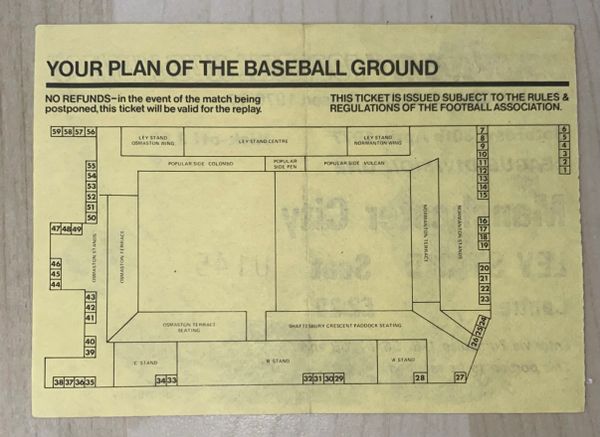 YOUR PLAN OF THE BASEBALL GROUND
NO REFUNDS-in the event of the match being
postponed, this ticket will be valid for the replay.
THIS TICKET IS ISSUED SUBJECT TO THE RULES &
REGULATIONS OF THE FOOTBALL ASSOCIATION.
59 58 57 56
LEY STAND
OSMASTON WING
LEY STAND CENTRE
LEY STAND
NORMANTON WING
7
8
9
10
11
12
13
14
15
6
5
4
3
2
1
POPULAR SIDE COLOMBO
POPULAR
SIDE PEN
POPULAR SIDE VULCAN
55
54
53
52
51
50
47 48 49
46
45
44
43
42
41
40
39
OSMASTON STANDS
OSMASTON TERRACE
NORMANTON TERRACE
NORMANTON STANDS
16
17
18
19
20
21
22
23
26 25 24
OSMASTON TERRACE
SEATING
SHAFTESBURY CRESCENT PADDOCK SEATING
C STAND
B STAND
A STAND
38 37 36 35
34 33
32 31 30 29
28
27
Manchester City
Seat